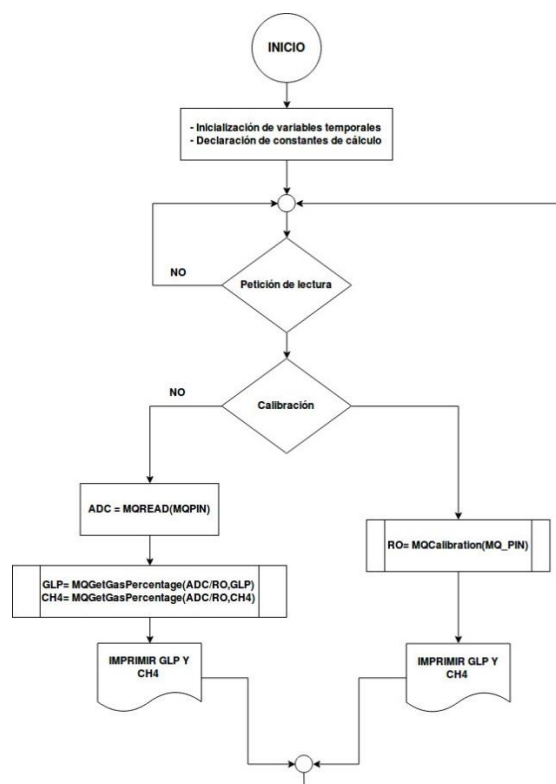 INICIO
- Inicialización de variables temporales
- Declaración de constantes de cálculo
NO
Petición de lectura
NO
Calibración
ADC = MQREAD(MQPIN)
RO= MQCalibration(MQ_PIN)
GLP= MQGetGasPercentage(ADC/RO,GLP)
CH4= MQGetGasPercentage(ADC/RO,CH4)
IMPRIMIR GLP Y
CH4
IMPRIMIR GLP Y
CH4